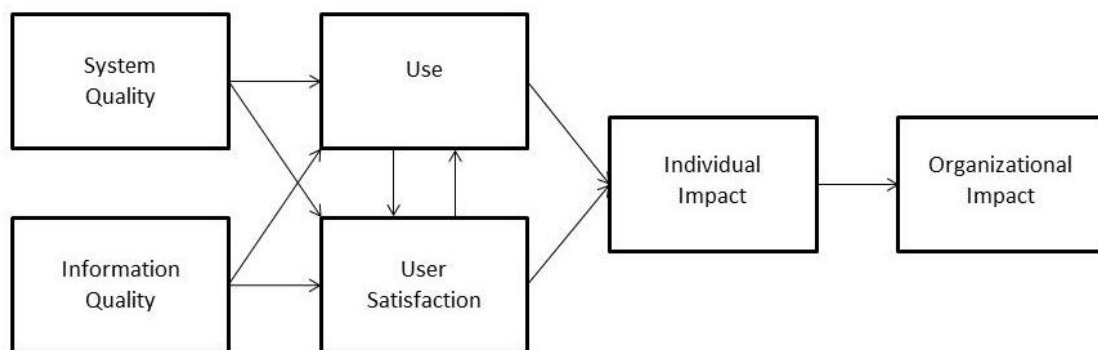 System
Quality
Use
Individual
Impact
Organizational
Impact
Information
Quality
User
Satisfaction